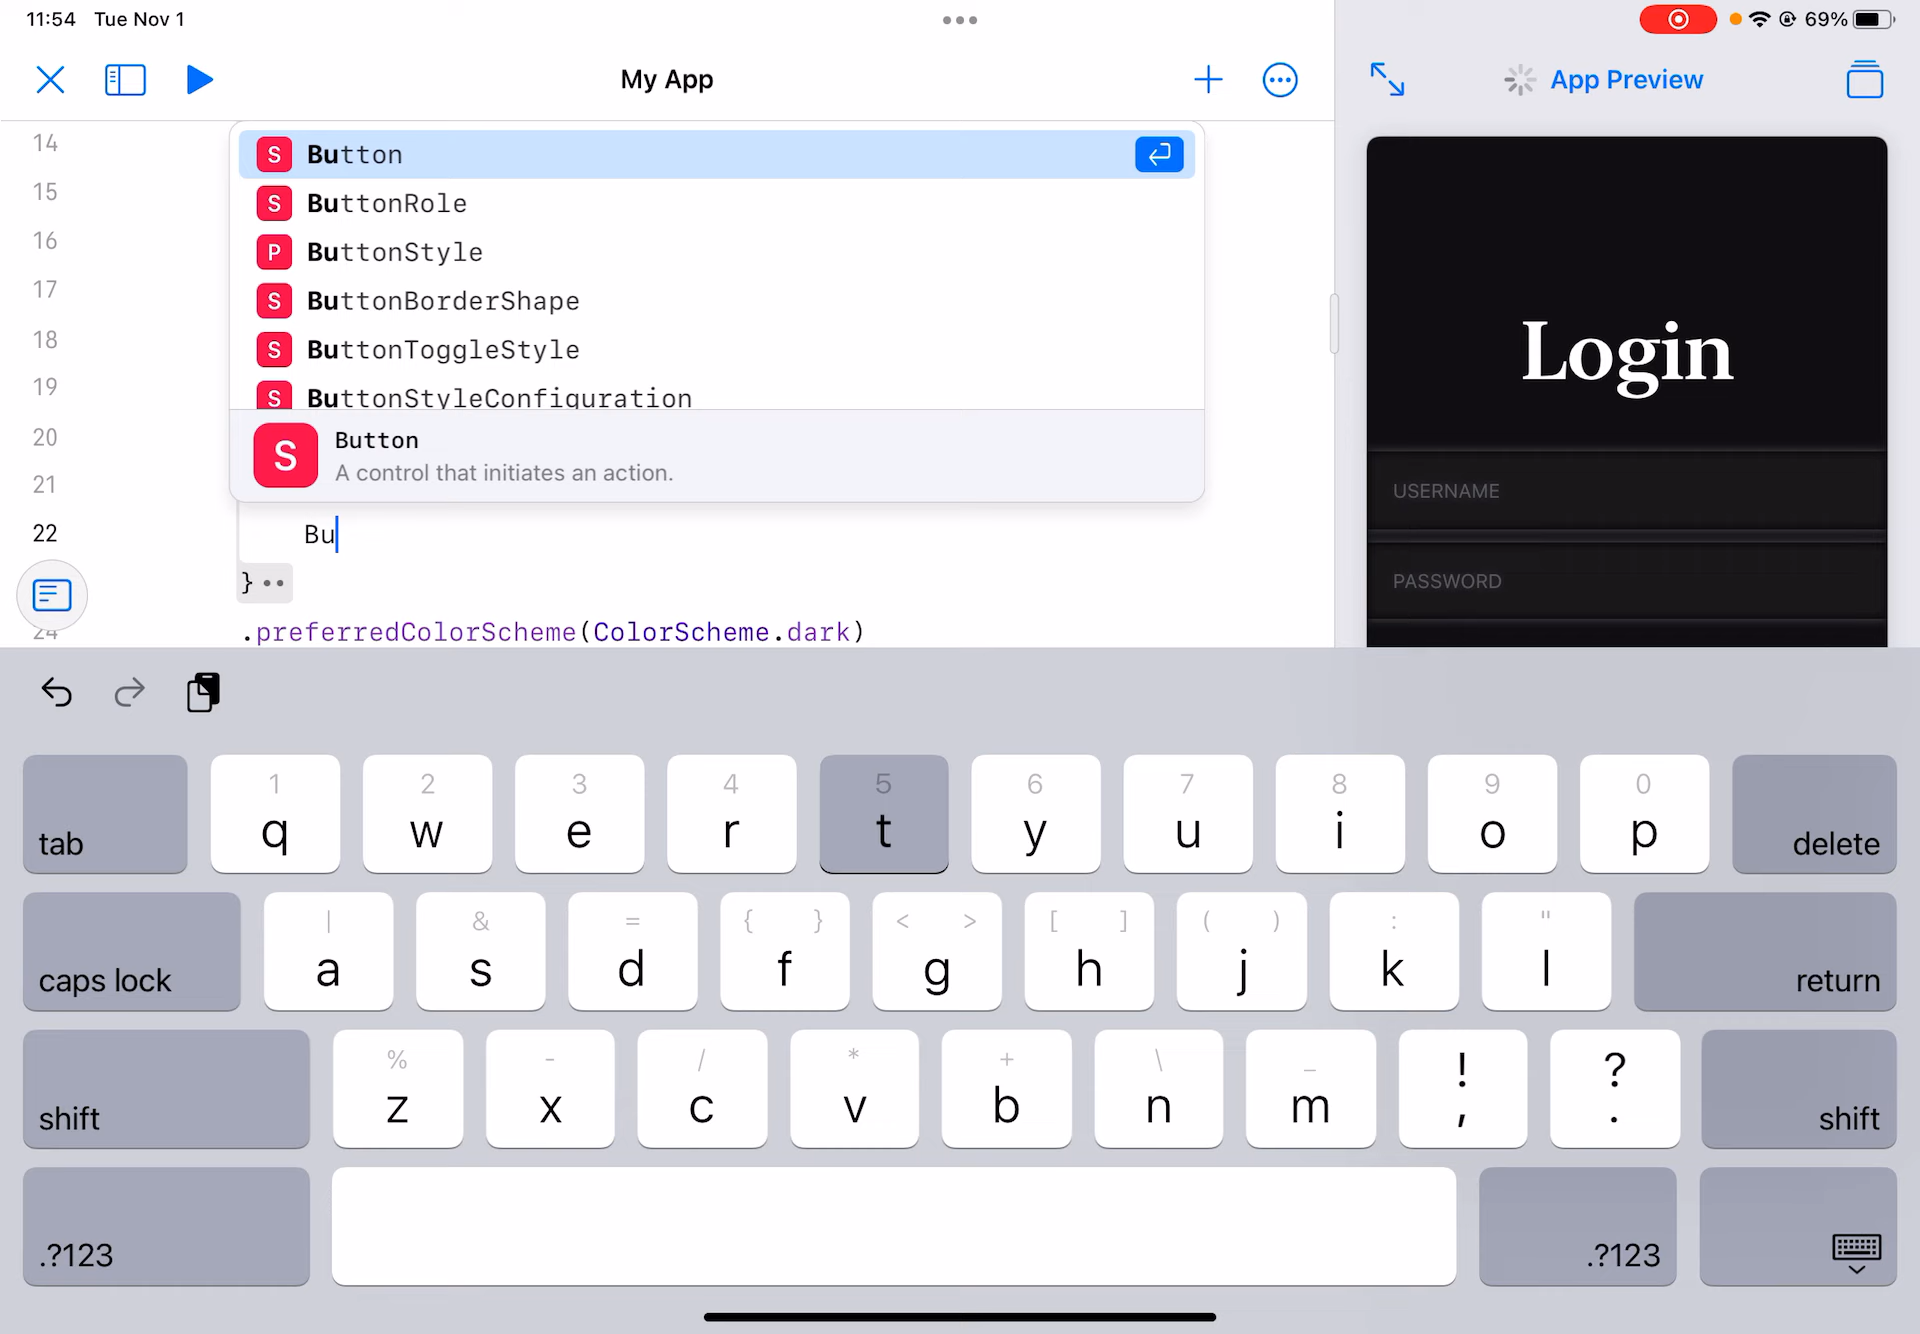 11:54 Tue Nov 1
69%
My App
App Preview
14
S Button
15
S ButtonRole
16
P ButtonStyle
17
S ButtonBorderShape
18
S ButtonToggleStyle
19
S ButtonStyleConfiguration
20
S Button
A control that initiates an action.
21
22 Bu
}
24 .preferredColorScheme(ColorScheme.dark)
Login
USERNAME
PASSWORD
1 2 3 4 5 6 7 8 9 0
tab q w e r t y u i o p delete
| & = { } < > [ ] ( ) : "
caps lock a s d f g h j k l return
% - / * + \ _ ! ?
shift z x c v b n m , . shift
.?123 .?123